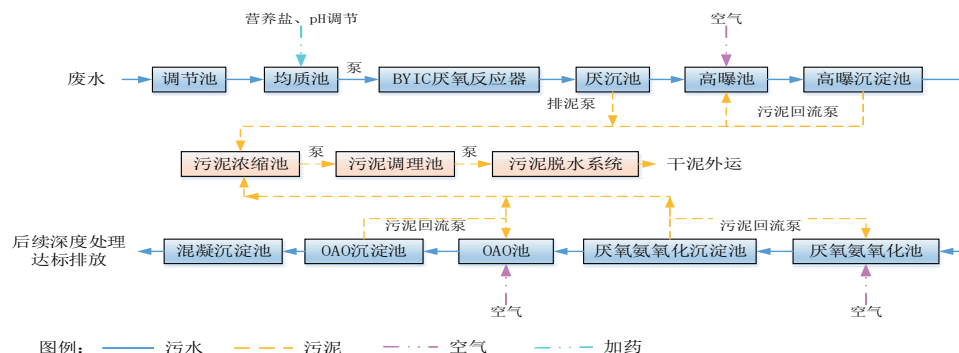 营养盐、pH调节
空气
废水
调节池
均质池
泵
BYIC厌氧反应器
厌沉池
高曝池
高曝沉淀池
排泥泵
污泥回流泵
污泥浓缩池
泵
污泥调理池
泵
污泥脱水系统
干泥外运
污泥回流泵
污泥回流泵
后续深度处理
达标排放
混凝沉淀池
OAO沉淀池
OAO池
厌氧氨氧化沉淀池
厌氧氨氧化池
空气
空气
图例：
污水
污泥
空气
加药